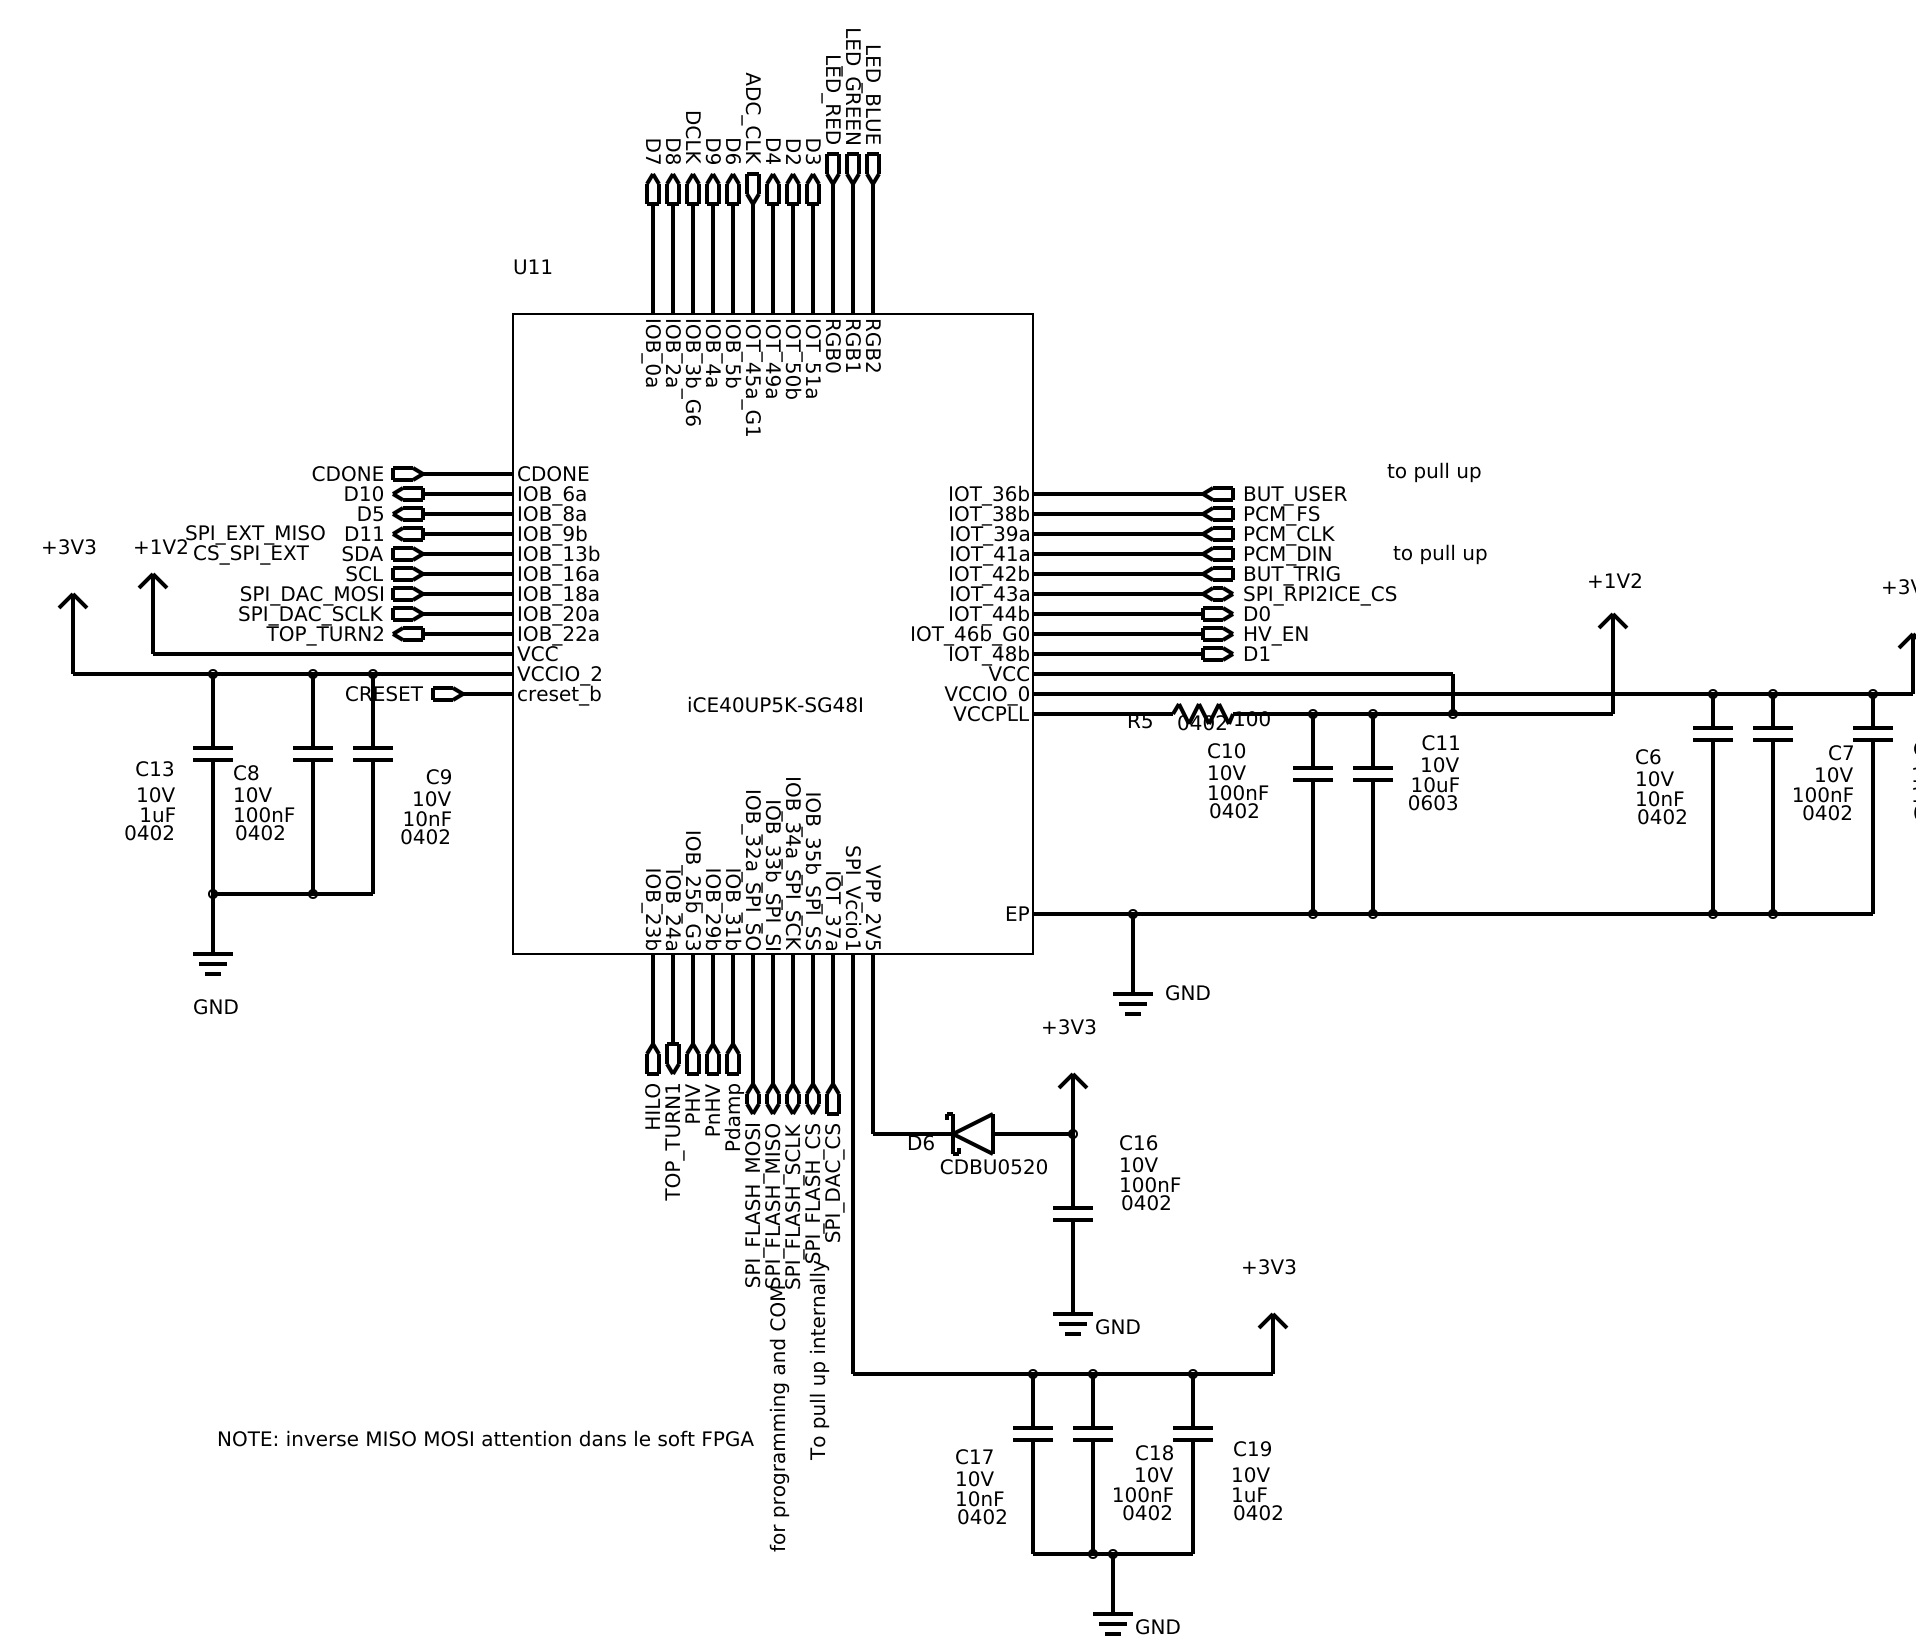 D7
D8
DCLK
D9
D6
ADC_CLK
D4
D2
D3
LED_RED
LED_GREEN
LED_BLUE
U11
IOB_0a
IOB_2a
IOB_3b_G6
IOB_4a
IOB_5b
IOT_45a_G1
IOT_49a
IOT_50b
IOT_51a
RGB0
RGB1
RGB2
CDONE
D10
D5
SPI_EXT_MISO
D11
CS_SPI_EXT
SDA
SCL
SPI_DAC_MOSI
SPI_DAC_SCLK
TOP_TURN2
+3V3
+1V2
CRESET
CDONE
IOB_6a
IOB_8a
IOB_9b
IOB_13b
IOB_16a
IOB_18a
IOB_20a
IOB_22a
VCC
VCCIO_2
creset_b
iCE40UP5K-SG48I
IOT_36b
IOT_38b
IOT_39a
IOT_41a
IOT_42b
IOT_43a
IOT_44b
IOT_46b_G0
IOT_48b
VCC
VCCIO_0
VCCPLL
EP
to pull up
BUT_USER
PCM_FS
PCM_CLK
PCM_DIN
to pull up
BUT_TRIG
SPI_RPI2ICE_CS
D0
HV_EN
D1
+1V2
R5
0402
100
C13
10V
1uF
0402
C8
10V
100nF
0402
C9
10V
10nF
0402
GND
C10
10V
100nF
0402
C11
10V
10uF
0603
C6
10V
10nF
0402
C7
10V
100nF
0402
GND
IOB_23b
IOB_24a
IOB_25b_G3
IOB_29b
IOB_31b
IOB_32a_SPI_SO
IOB_33b_SPI_SI
IOB_34a_SPI_SCK
IOB_35b_SPI_SS
IOT_37a
SPI_Vccio1
VPP_2V5
HILO
TOP_TURN1
PHV
PnHV
Pdamp
SPI_FLASH_MOSI
SPI_FLASH_MISO
SPI_FLASH_SCLK
SPI_FLASH_CS
SPI_DAC_CS
for programming and COM
To pull up internally
+3V3
D6
CDBU0520
C16
10V
100nF
0402
GND
+3V3
NOTE: inverse MISO MOSI attention dans le soft FPGA
C17
10V
10nF
0402
C18
10V
100nF
0402
C19
10V
1uF
0402
GND